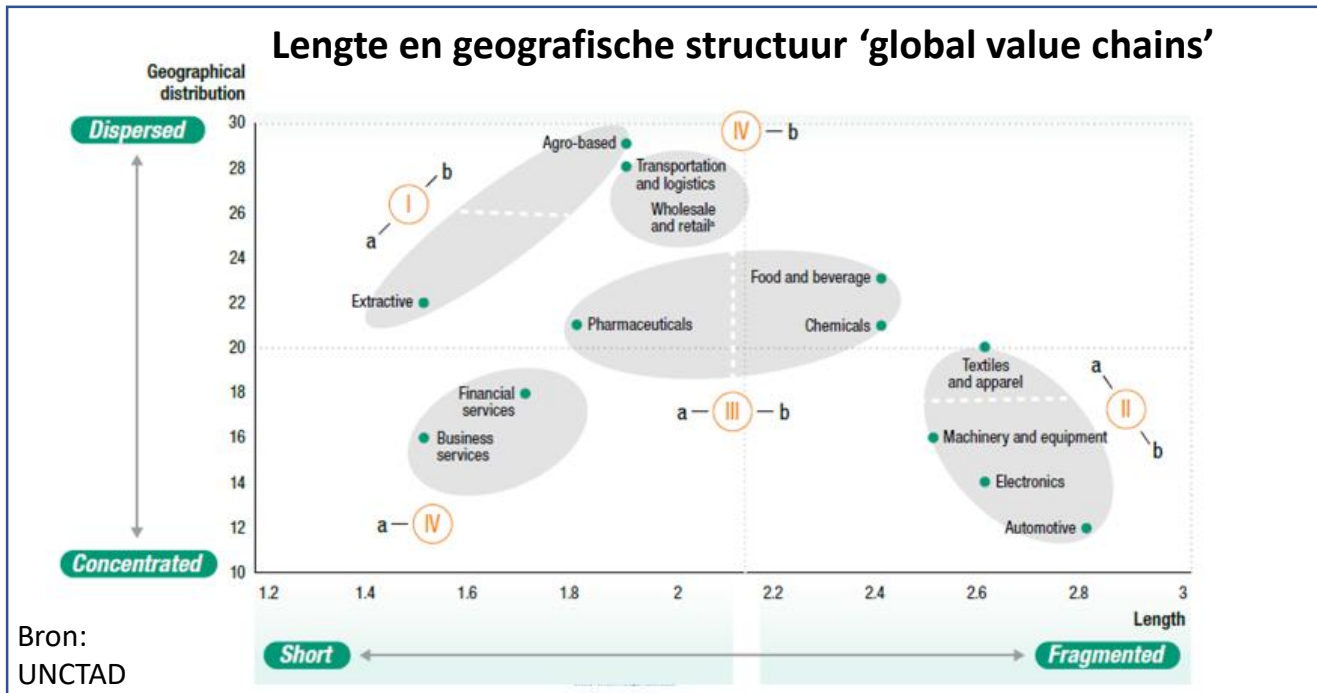 Lengte en geografische structuur ‘global value chains’
Geographical
distribution
Dispersed
30
28
26
24
22
20
18
16
14
12
10
Concentrated
Agro-based
IV
b
Transportation
and logistics
Wholesale
and retailᵃ
b
I
a
Extractive
Food and beverage
Pharmaceuticals
Chemicals
Textiles
and apparel
Financial
services
a
III
b
a
II
b
Business
services
Machinery and equipment
Electronics
a
IV
Automotive
1.2
1.4
1.6
1.8
2
2.2
2.4
2.6
2.8
3
Length
Short
Fragmented
Bron:
UNCTAD